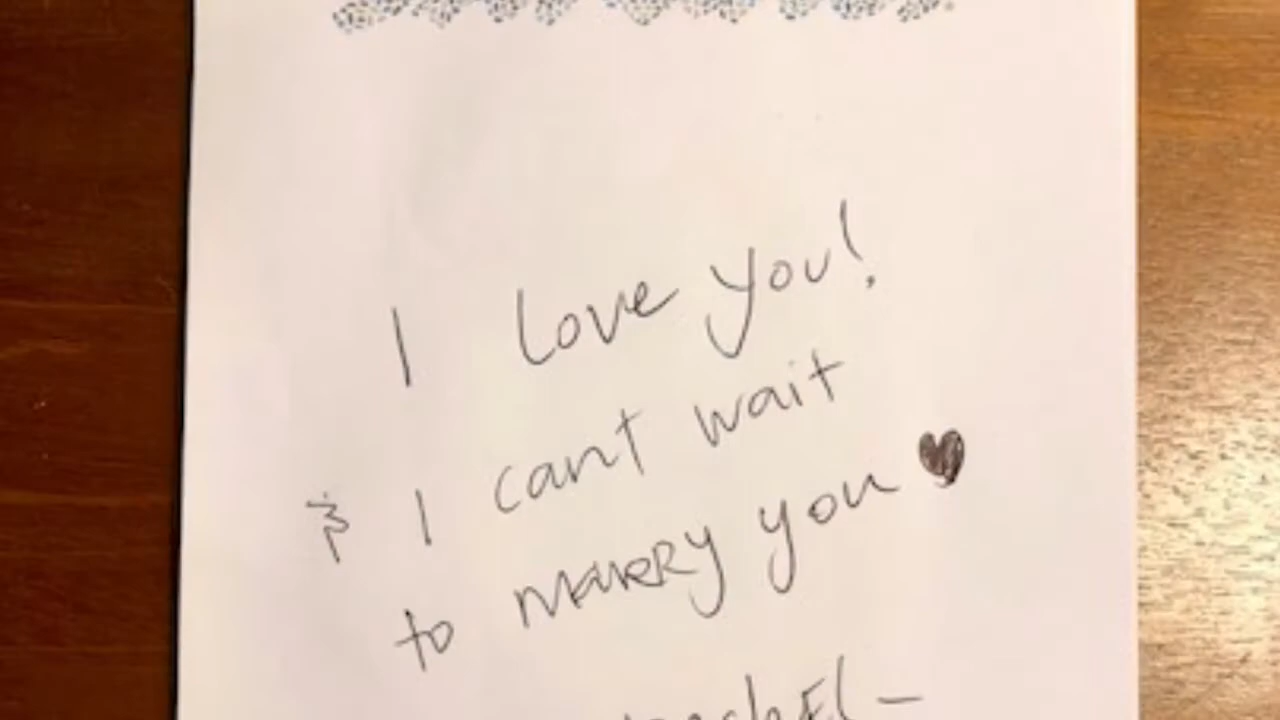 I love you!
& I cant wait
to marry you ♥